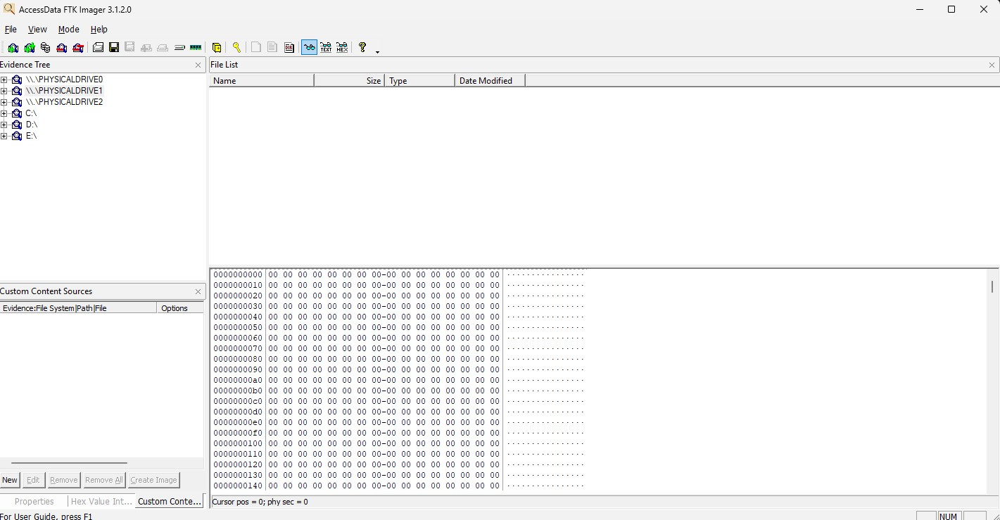 AccessData FTK Imager 3.1.2.0
File View Mode Help
Evidence Tree
\\.\PHYSICALDRIVE0
\\.\PHYSICALDRIVE1
\\.\PHYSICALDRIVE2
C:\
D:\
E:\
File List
Name Size Type Date Modified
Custom Content Sources
Evidence:File System|Path|File Options
New Edit Remove Remove All Create Image
Properties Hex Value Int... Custom Conte...
0000000000 00 00 00 00 00 00 00 00-00 00 00 00 00 00 00 00 ················
0000000010 00 00 00 00 00 00 00 00-00 00 00 00 00 00 00 00 ················
0000000020 00 00 00 00 00 00 00 00-00 00 00 00 00 00 00 00 ················
0000000030 00 00 00 00 00 00 00 00-00 00 00 00 00 00 00 00 ················
0000000040 00 00 00 00 00 00 00 00-00 00 00 00 00 00 00 00 ················
0000000050 00 00 00 00 00 00 00 00-00 00 00 00 00 00 00 00 ················
0000000060 00 00 00 00 00 00 00 00-00 00 00 00 00 00 00 00 ················
0000000070 00 00 00 00 00 00 00 00-00 00 00 00 00 00 00 00 ················
0000000080 00 00 00 00 00 00 00 00-00 00 00 00 00 00 00 00 ················
0000000090 00 00 00 00 00 00 00 00-00 00 00 00 00 00 00 00 ················
00000000a0 00 00 00 00 00 00 00 00-00 00 00 00 00 00 00 00 ················
00000000b0 00 00 00 00 00 00 00 00-00 00 00 00 00 00 00 00 ················
00000000c0 00 00 00 00 00 00 00 00-00 00 00 00 00 00 00 00 ················
00000000d0 00 00 00 00 00 00 00 00-00 00 00 00 00 00 00 00 ················
00000000e0 00 00 00 00 00 00 00 00-00 00 00 00 00 00 00 00 ················
00000000f0 00 00 00 00 00 00 00 00-00 00 00 00 00 00 00 00 ················
0000000100 00 00 00 00 00 00 00 00-00 00 00 00 00 00 00 00 ················
0000000110 00 00 00 00 00 00 00 00-00 00 00 00 00 00 00 00 ················
0000000120 00 00 00 00 00 00 00 00-00 00 00 00 00 00 00 00 ················
0000000130 00 00 00 00 00 00 00 00-00 00 00 00 00 00 00 00 ················
0000000140 00 00 00 00 00 00 00 00-00 00 00 00 00 00 00 00 ················
Cursor pos = 0; phy sec = 0
For User Guide, press F1
NUM